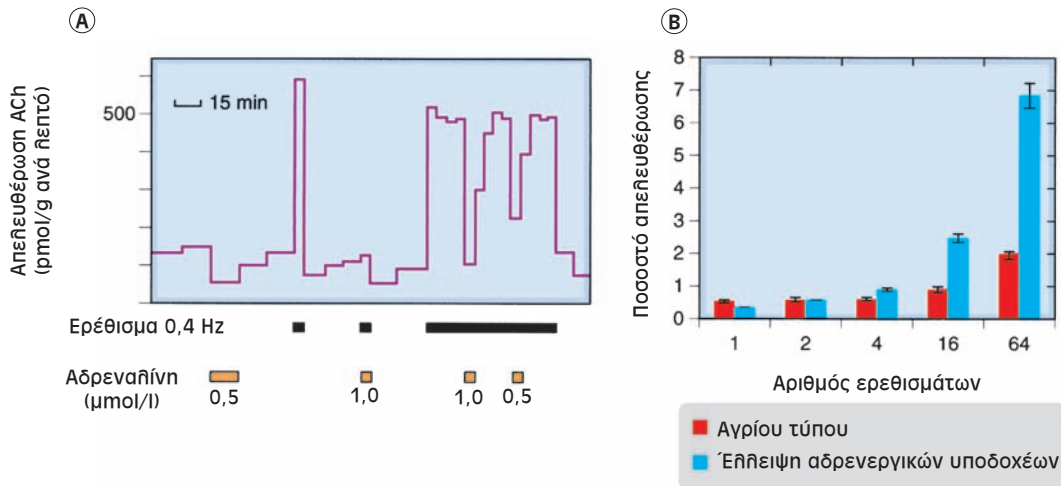 Α
Απελευθέρωση ACh
(pmol/g ανά λεπτό)
500
15 min
Ερέθισμα 0,4 Hz
Αδρεναλίνη
(μmol/l)
0,5
1,0
1,0
0,5
Β
Ποσοστό απελευθέρωσης
8
7
6
5
4
3
2
1
0
1 2 4 16 64
Αριθμός ερεθισμάτων
Αγρίου τύπου
Έλλειψη αδρενεργικών υποδοχέων